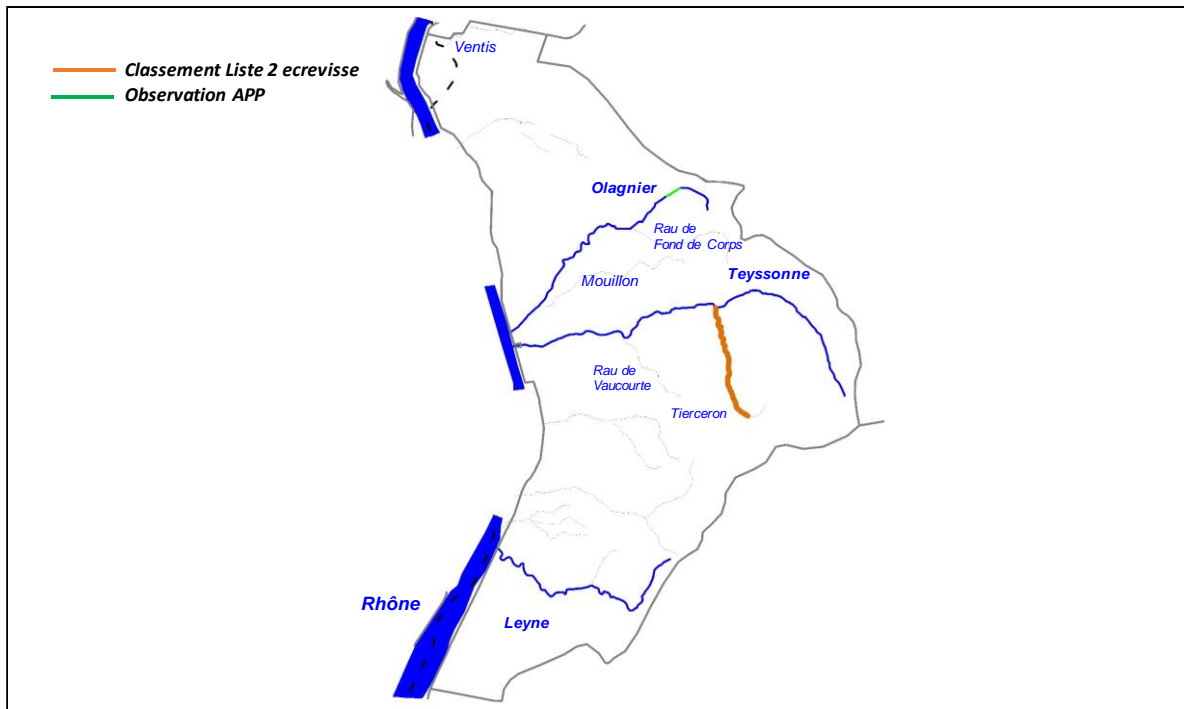 Ventis
Classement Liste 2 ecrevisse
Observation APP
Olagnier
Rau de
Fond de Corps
Teyssonne
Mouillon
Rau de
Vaucourte
Tierceron
Rhône
Leyne